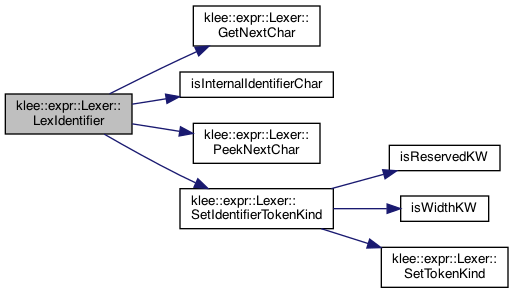 klee::expr::Lexer::
LexIdentifier
klee::expr::Lexer::
GetNextChar
isInternalIdentifierChar
klee::expr::Lexer::
PeekNextChar
klee::expr::Lexer::
SetIdentifierTokenKind
isReservedKW
isWidthKW
klee::expr::Lexer::
SetTokenKind